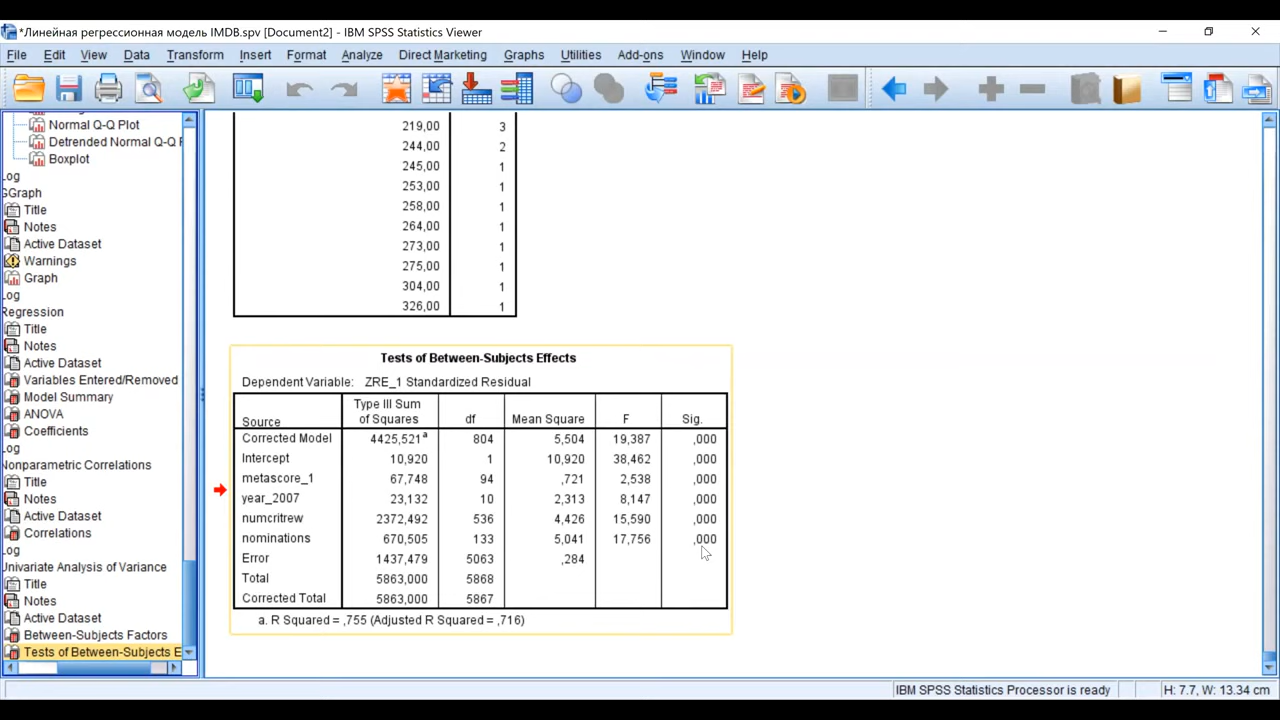 *Линейная регрессионная модель IMDB.spv [Document2] - IBM SPSS Statistics Viewer
File Edit View Data Transform Insert Format Analyze Direct Marketing Graphs Utilities Add-ons Window Help
Normal Q-Q Plot
Detrended Normal Q-Q
Boxplot
Log
GGraph
Title
Notes
Active Dataset
Warnings
Graph
Log
Regression
Title
Notes
Active Dataset
Variables Entered/Removed
Model Summary
ANOVA
Coefficients
Log
Nonparametric Correlations
Title
Notes
Active Dataset
Correlations
Log
Univariate Analysis of Variance
Title
Notes
Active Dataset
Between-Subjects Factors
Tests of Between-Subjects E
219,00 3
244,00 2
245,00 1
253,00 1
258,00 1
264,00 1
273,00 1
275,00 1
304,00 1
326,00 1
Tests of Between-Subjects Effects
Dependent Variable: ZRE_1 Standardized Residual
Source Type III Sum of Squares df Mean Square F Sig.
Corrected Model 4425,521a 804 5,504 19,387 ,000
Intercept 10,920 1 10,920 38,462 ,000
metascore_1 67,748 94 ,721 2,538 ,000
year_2007 23,132 10 2,313 8,147 ,000
numcritrew 2372,492 536 4,426 15,590 ,000
nominations 670,505 133 5,041 17,756 ,000
Error 1437,479 5063 ,284
Total 5863,000 5868
Corrected Total 5863,000 5867
a. R Squared = ,755 (Adjusted R Squared = ,716)
IBM SPSS Statistics Processor is ready H: 7.7, W: 13.34 cm